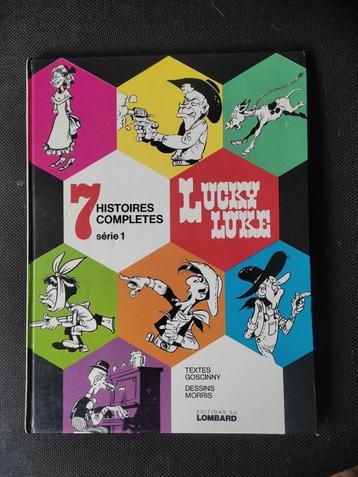 7 HISTOIRES
COMPLETES
série 1
LUCKY
LUKE
TEXTES
GOSCINNY
DESSINS
MORRIS
EDITIONS DU
LOMBARD